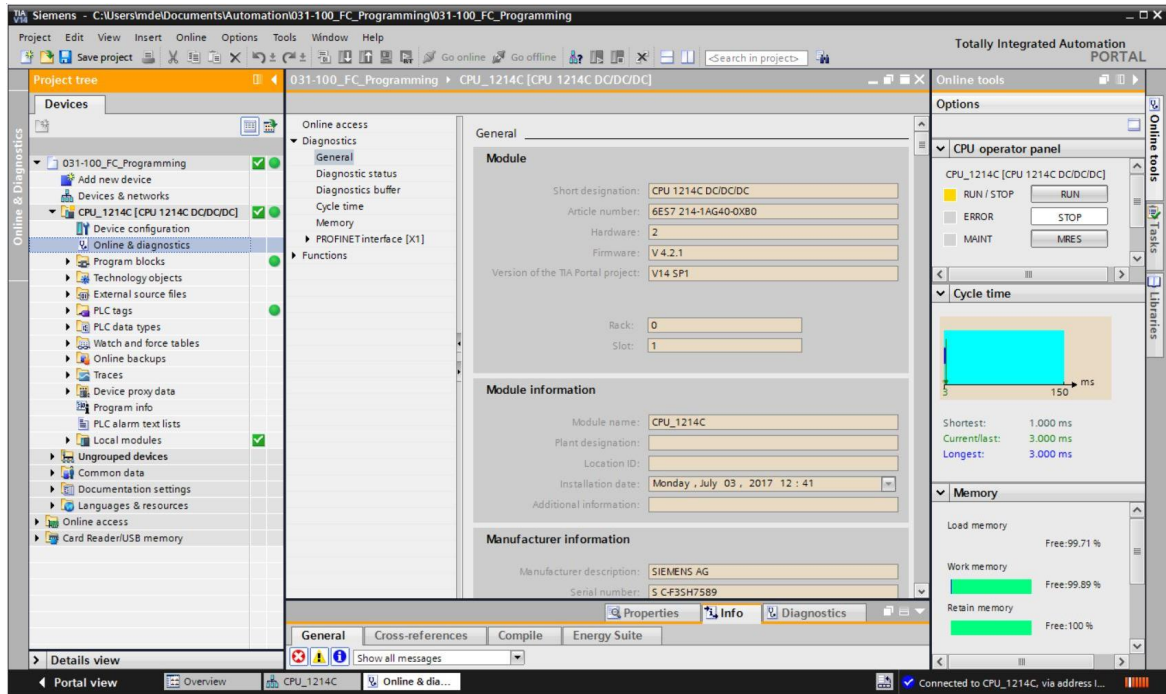 Siemens - C:\Users\mde\Documents\Automation\031-100_FC_Programming\031-100_FC_Programming
Project Edit View Insert Online Options Tools Window Help
Totally Integrated Automation
PORTAL
Save project
Go online
Go offline
<Search in project>
Project tree
031-100_FC_Programming CPU_1214C [CPU 1214C DC/DC/DC]
Online tools
Devices
Options
Online & Diagnostics
031-100_FC_Programming
Add new device
Devices & networks
CPU_1214C [CPU 1214C DC/DC/DC]
Device configuration
Online & diagnostics
Program blocks
Technology objects
External source files
PLC tags
PLC data types
Watch and force tables
Online backups
Traces
Device proxy data
Program info
PLC alarm text lists
Local modules
Ungrouped devices
Common data
Documentation settings
Languages & resources
Online access
Card Reader/USB memory
Details view
Online access
Diagnostics
General
Diagnostic status
Diagnostics buffer
Cycle time
Memory
PROFINET interface [X1]
Functions
General
Module
Short designation: CPU 1214C DC/DC/DC
Article number: 6ES7 214-1AG40-0XB0
Hardware: 2
Firmware: V 4.2.1
Version of the TIA Portal project: V14 SP1
Rack: 0
Slot: 1
Module information
Module name: CPU_1214C
Plant designation:
Location ID:
Installation date: Monday , July 03 , 2017 12 : 41
Additional information:
Manufacturer information
Manufacturer description: SIEMENS AG
Serial number: S C-F3SH7589
Properties Info Diagnostics
General Cross-references Compile Energy Suite
Show all messages
CPU operator panel
CPU_1214C [CPU 1214C DC/DC/DC]
RUN / STOP RUN
ERROR STOP
MAINT MRES
Cycle time
ms
3 150
Shortest: 1.000 ms
Current/last: 3.000 ms
Longest: 3.000 ms
Memory
Load memory
Free:99.71 %
Work memory
Free:99.89 %
Retain memory
Free:100 %
Online tools
Tasks
Libraries
Portal view Overview CPU_1214C Online & dia... Connected to CPU_1214C, via address I...